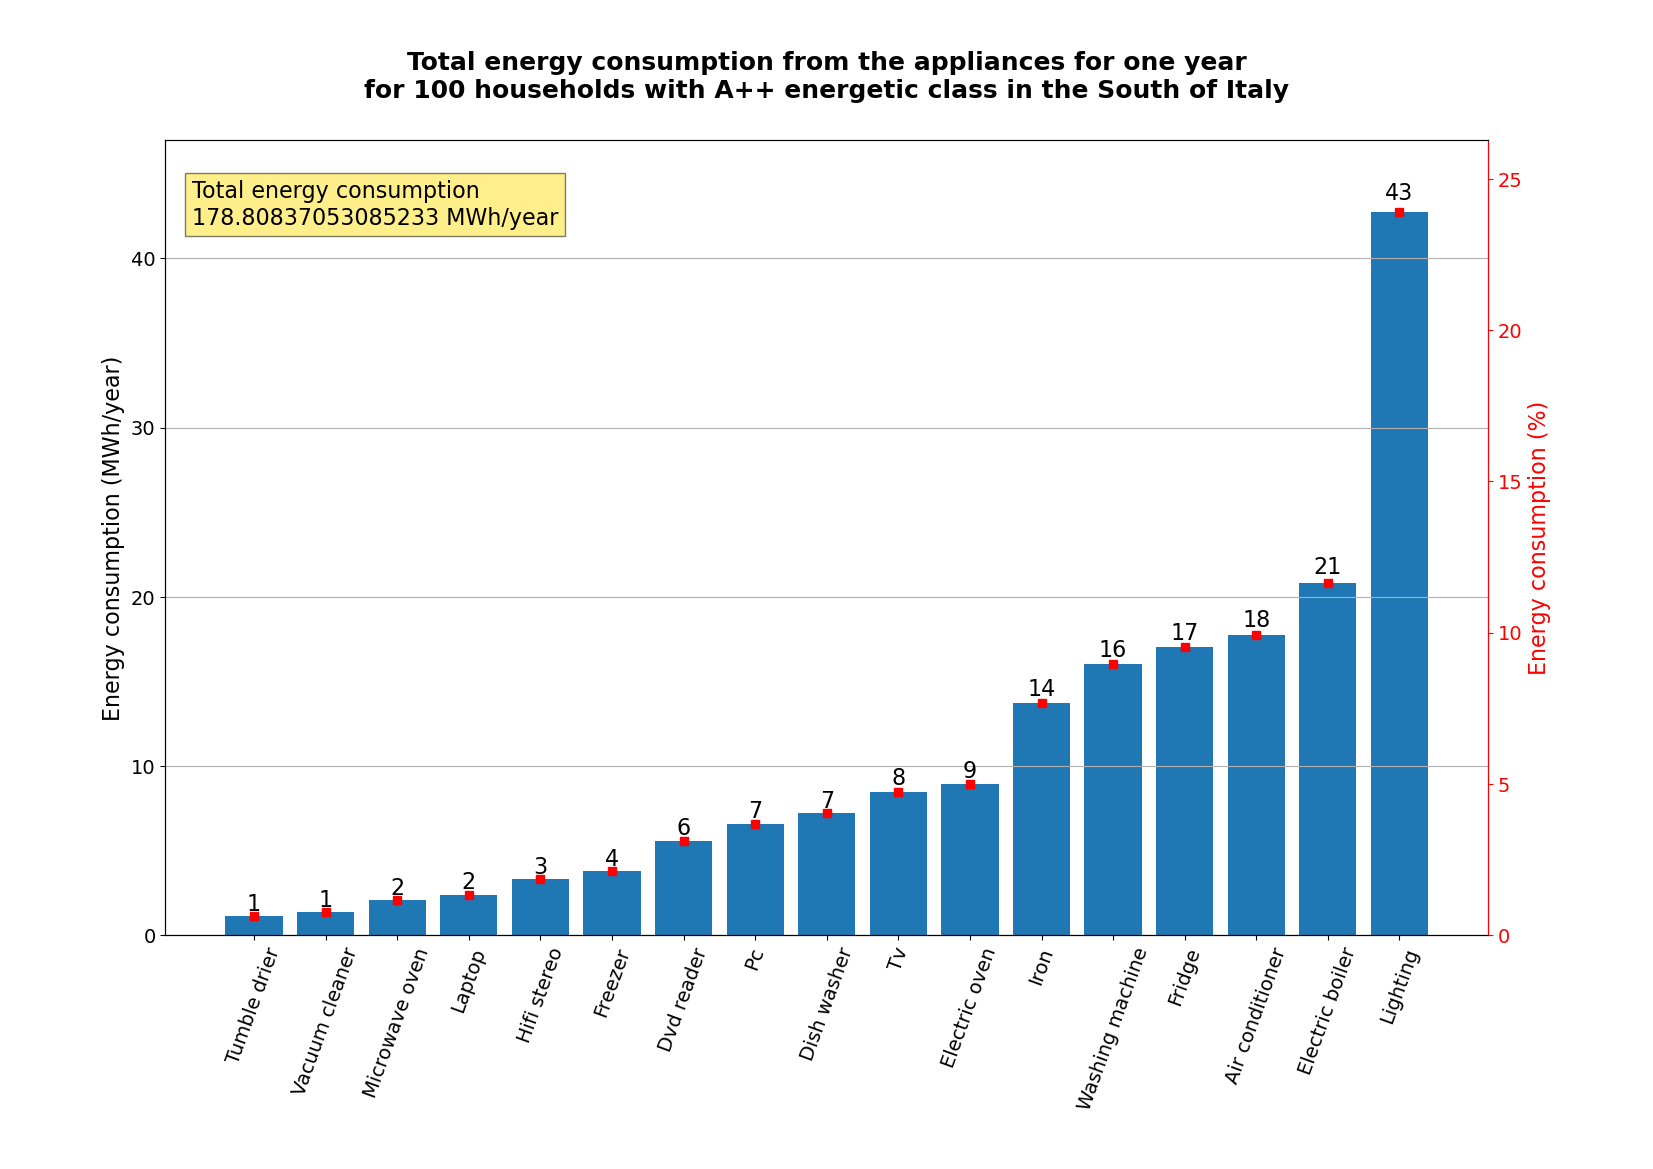 Total energy consumption from the appliances for one year
for 100 households with A++ energetic class in the South of Italy
Total energy consumption
178.80837053085233 MWh/year
Energy consumption (MWh/year)
40
30
20
10
0
1
1
2
2
3
4
6
7
7
8
9
14
16
17
18
21
43
25
20
15
10
5
0
Energy consumption (%)
Tumble drier
Vacuum cleaner
Microwave oven
Laptop
Hifi stereo
Freezer
Dvd reader
Pc
Dish washer
Tv
Electric oven
Iron
Washing machine
Fridge
Air conditioner
Electric boiler
Lighting